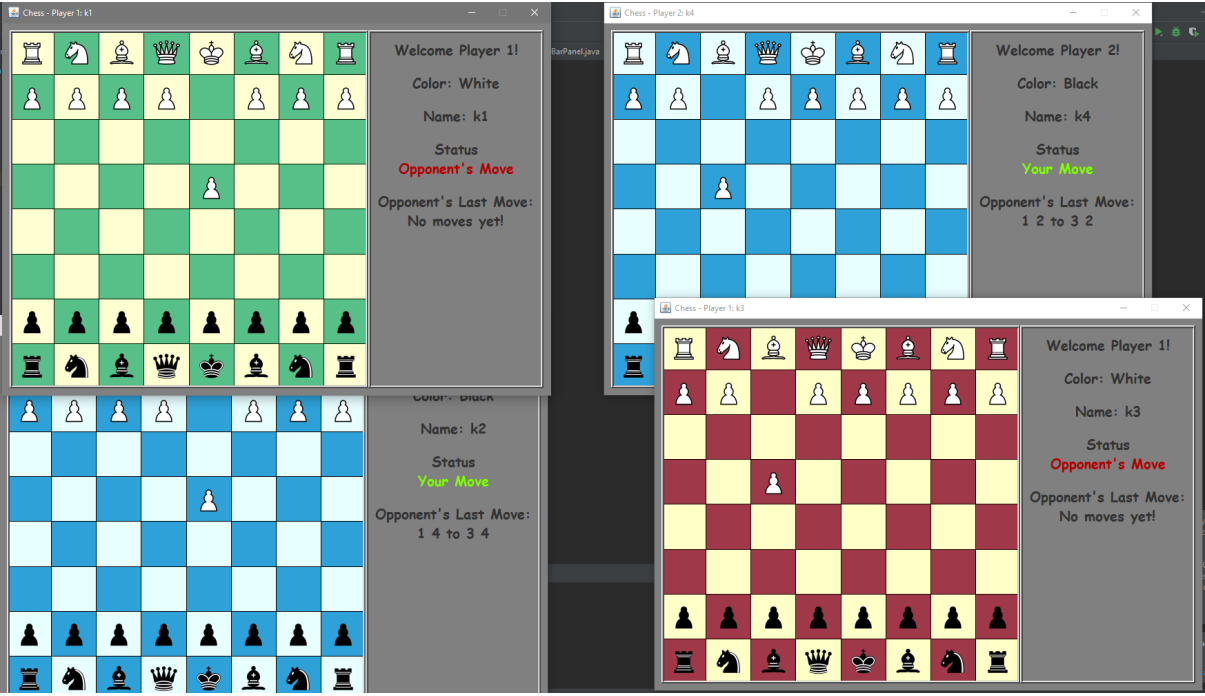 Chess - Player 1: k1
Welcome Player 1!
Color: White
Name: k1
Status
Opponent's Move
Opponent's Last Move:
No moves yet!
BarPanel.java
Chess - Player 2: k4
Welcome Player 2!
Color: Black
Name: k4
Status
Your Move
Opponent's Last Move:
1 2 to 3 2
Color: Black
Name: k2
Status
Your Move
Opponent's Last Move:
1 4 to 3 4
Chess - Player 1: k3
Welcome Player 1!
Color: White
Name: k3
Status
Opponent's Move
Opponent's Last Move:
No moves yet!